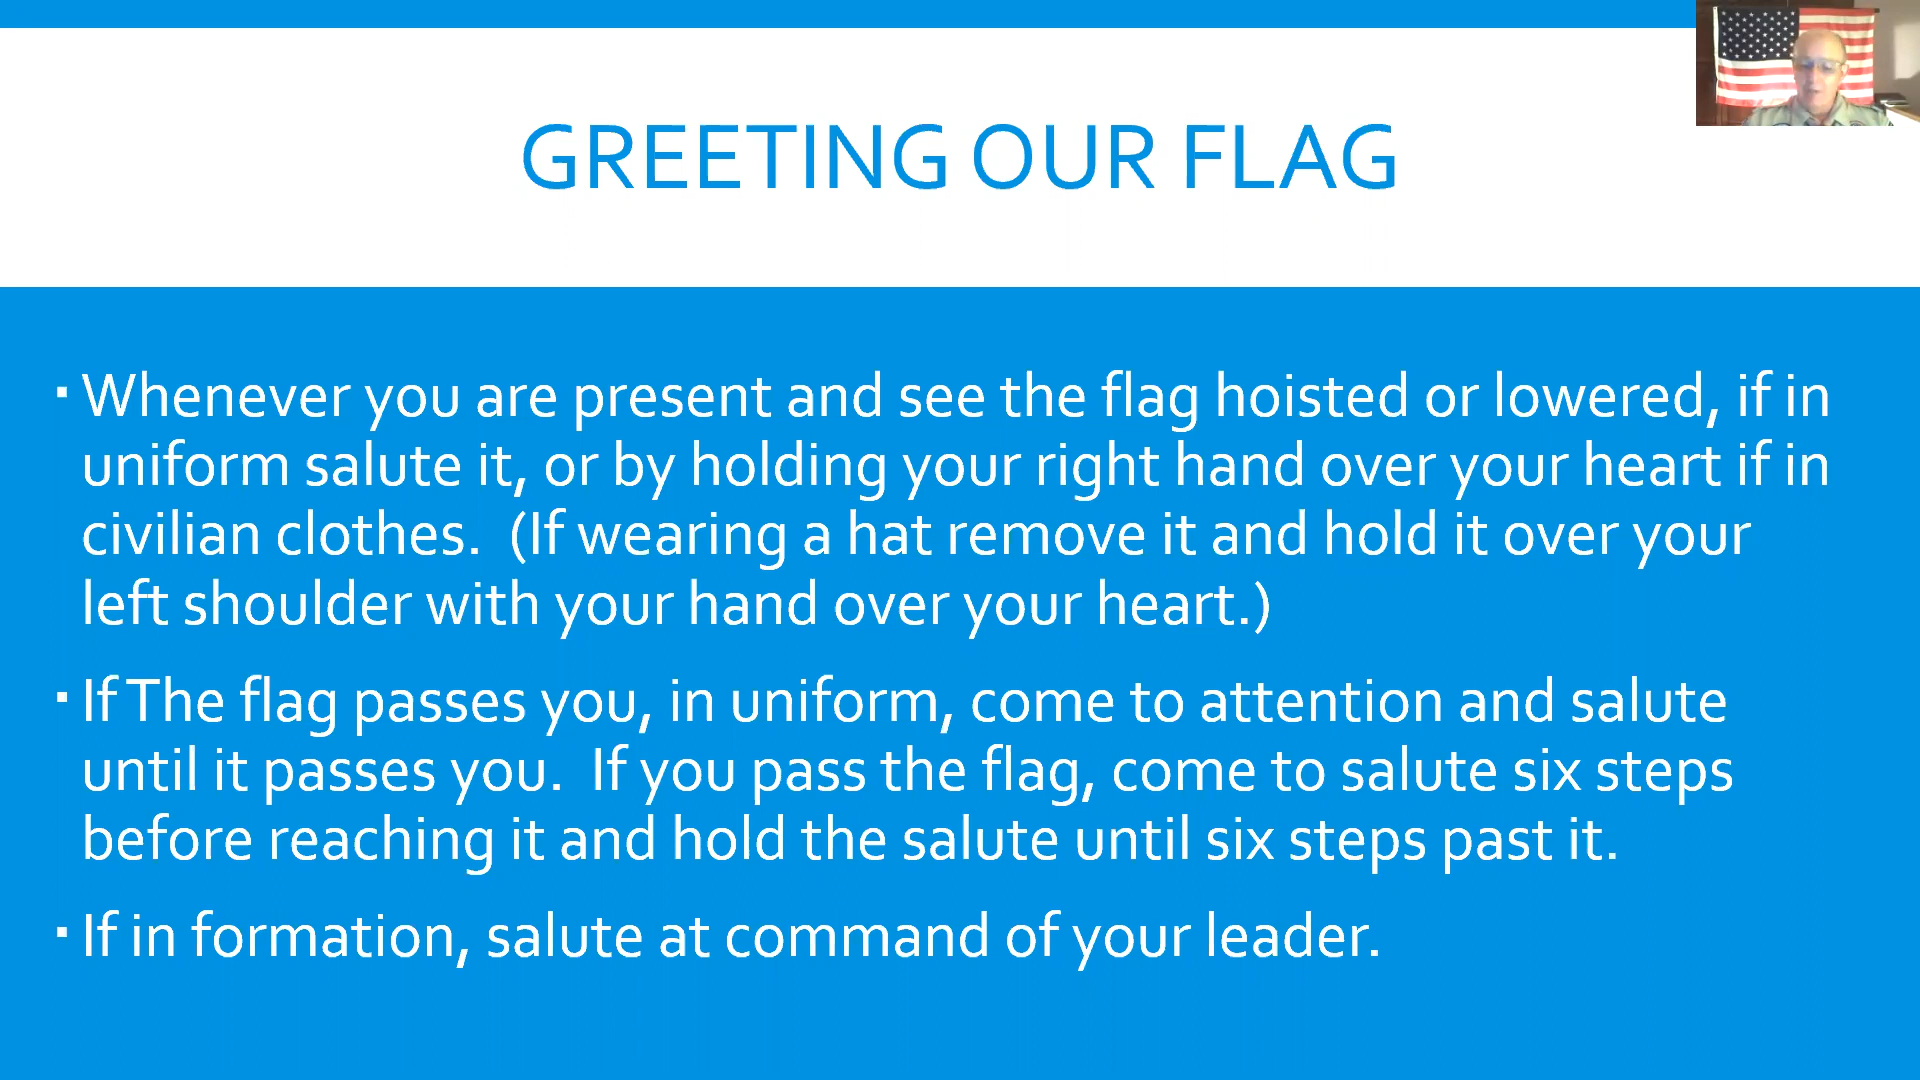 GREETING OUR FLAG
▪ Whenever you are present and see the flag hoisted or lowered, if in
uniform salute it, or by holding your right hand over your heart if in
civilian clothes.  (If wearing a hat remove it and hold it over your
left shoulder with your hand over your heart.)
▪ If The flag passes you, in uniform, come to attention and salute
until it passes you.  If you pass the flag, come to salute six steps
before reaching it and hold the salute until six steps past it.
▪ If in formation, salute at command of your leader.